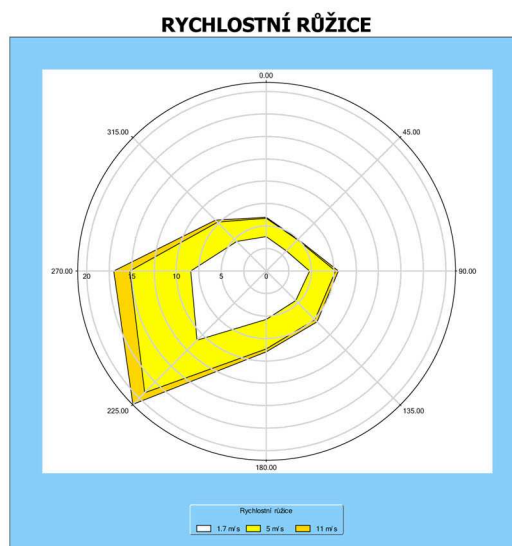 RYCHLOSTNÍ RŮŽICE
0.00
315.00 45.00
270.00 20 15 10 5 0 90.00
225.00 135.00
180.00
Rychlostní růžice
1.7 m/s 5 m/s 11 m/s